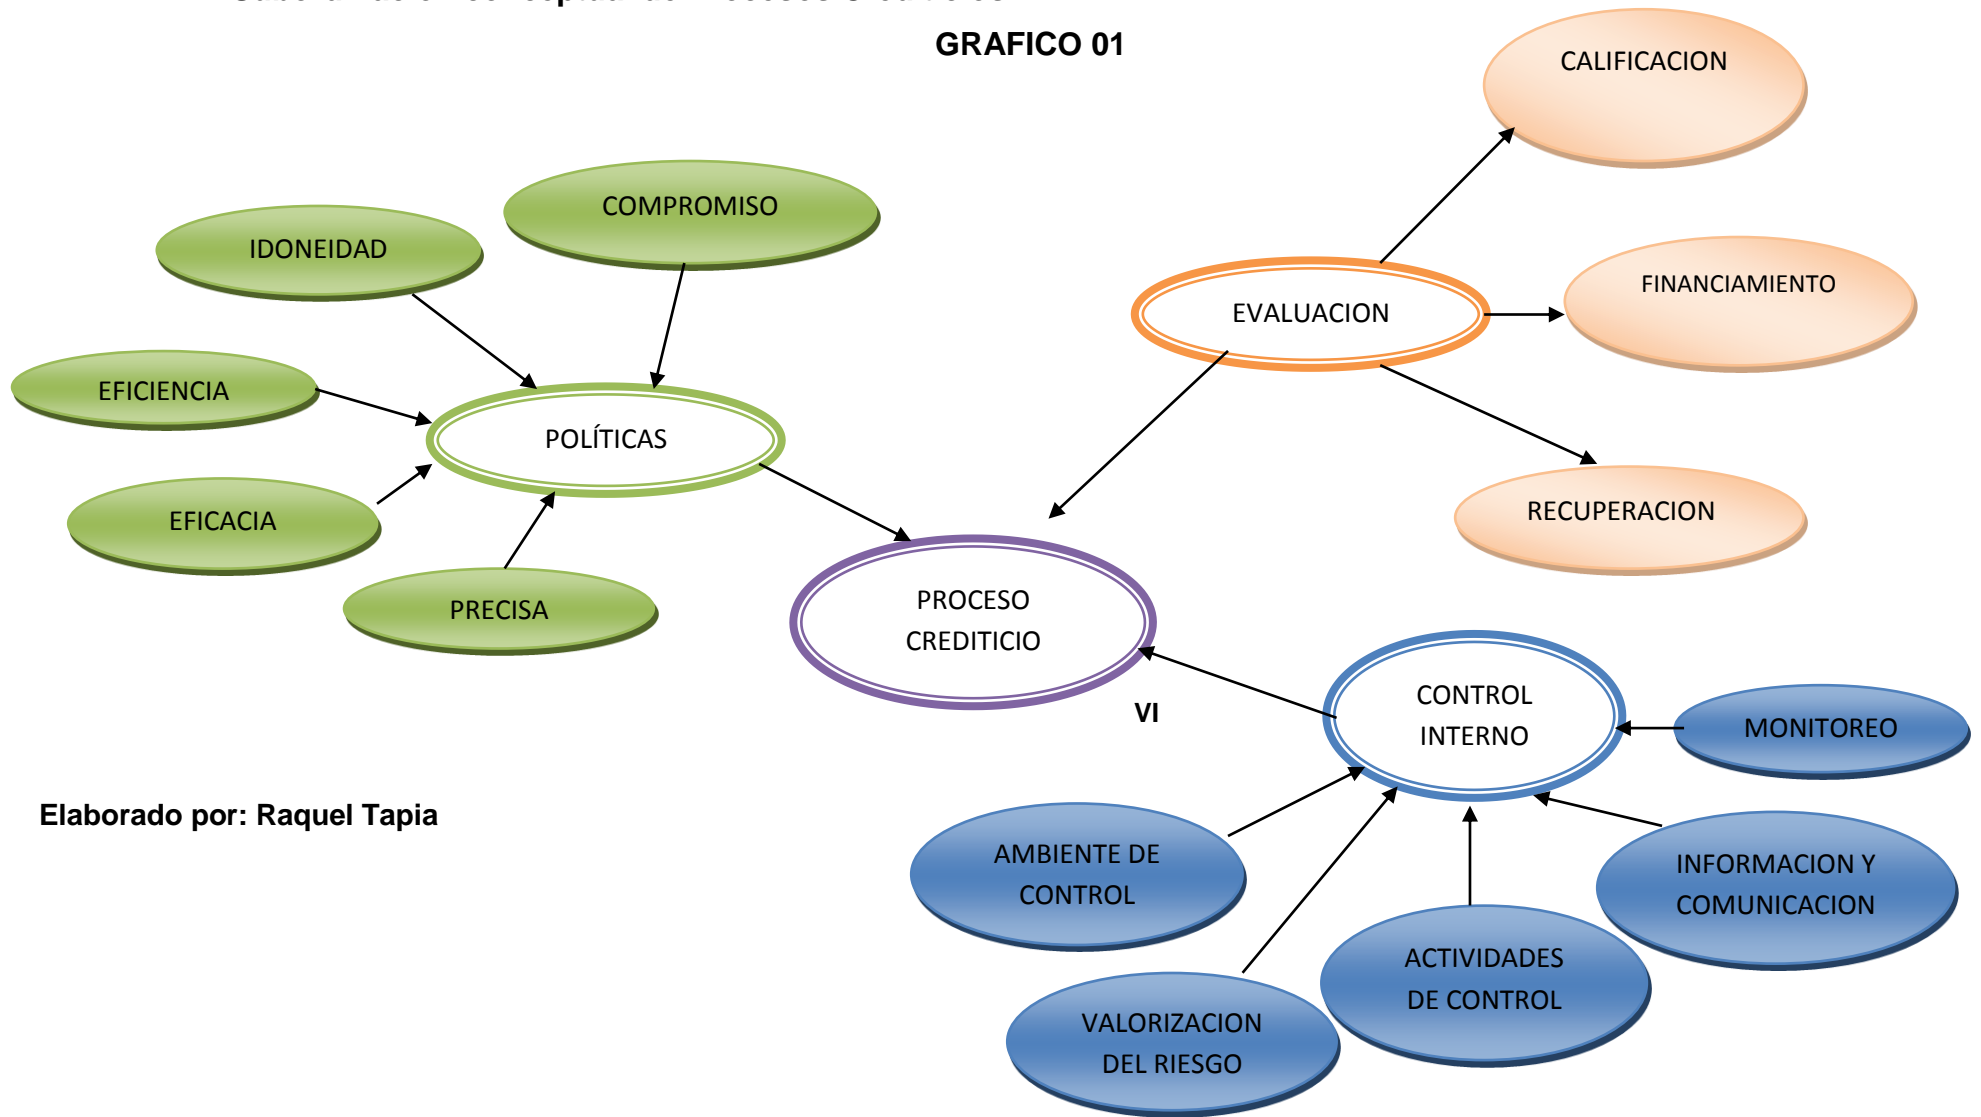 GRAFICO 01
CALIFICACION
COMPROMISO
IDONEIDAD
FINANCIAMIENTO
EVALUACION
EFICIENCIA
POLÍTICAS
EFICACIA
RECUPERACION
PRECISA
PROCESO
CREDITICIO
CONTROL
INTERNO
VI
MONITOREO
Elaborado por: Raquel Tapia
AMBIENTE DE
CONTROL
INFORMACION Y
COMUNICACION
ACTIVIDADES
DE CONTROL
VALORIZACION
DEL RIESGO